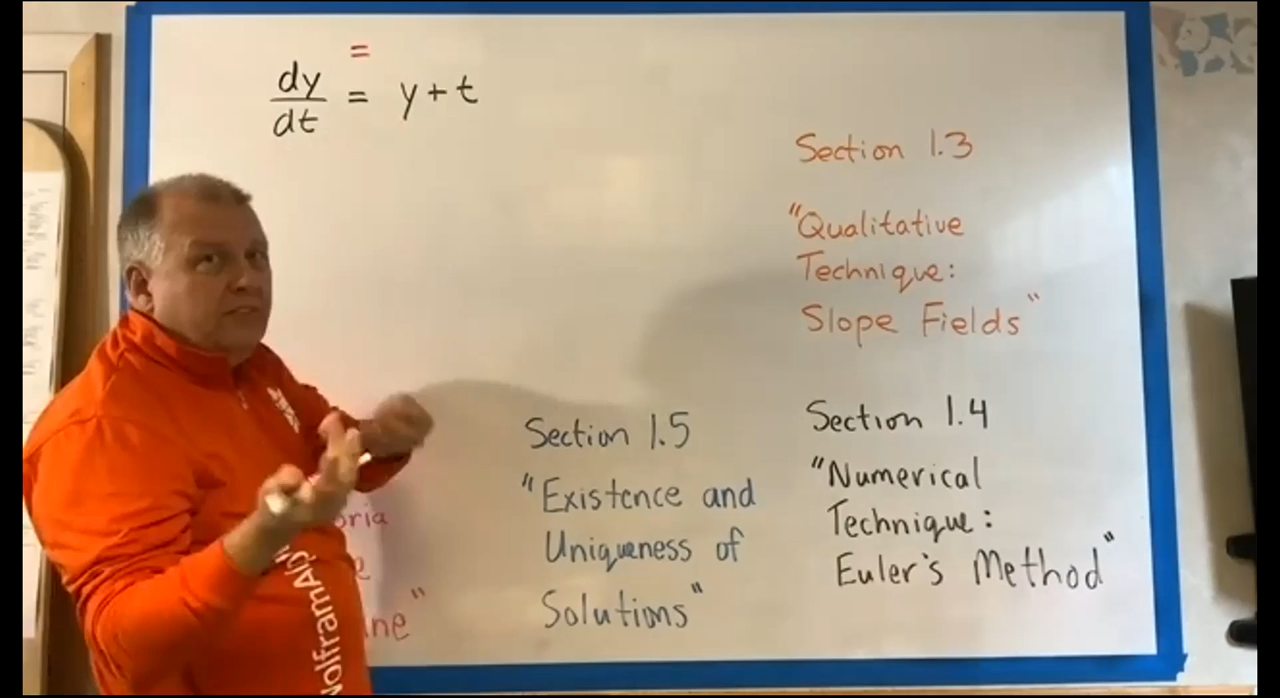 =
dy/dt = y+t
Section 1.3
"Qualitative
Technique:
Slope Fields"
Section 1.4
"Numerical
Technique:
Euler's Method"
Section 1.5
"Existence and
Uniqueness of
Solutions"